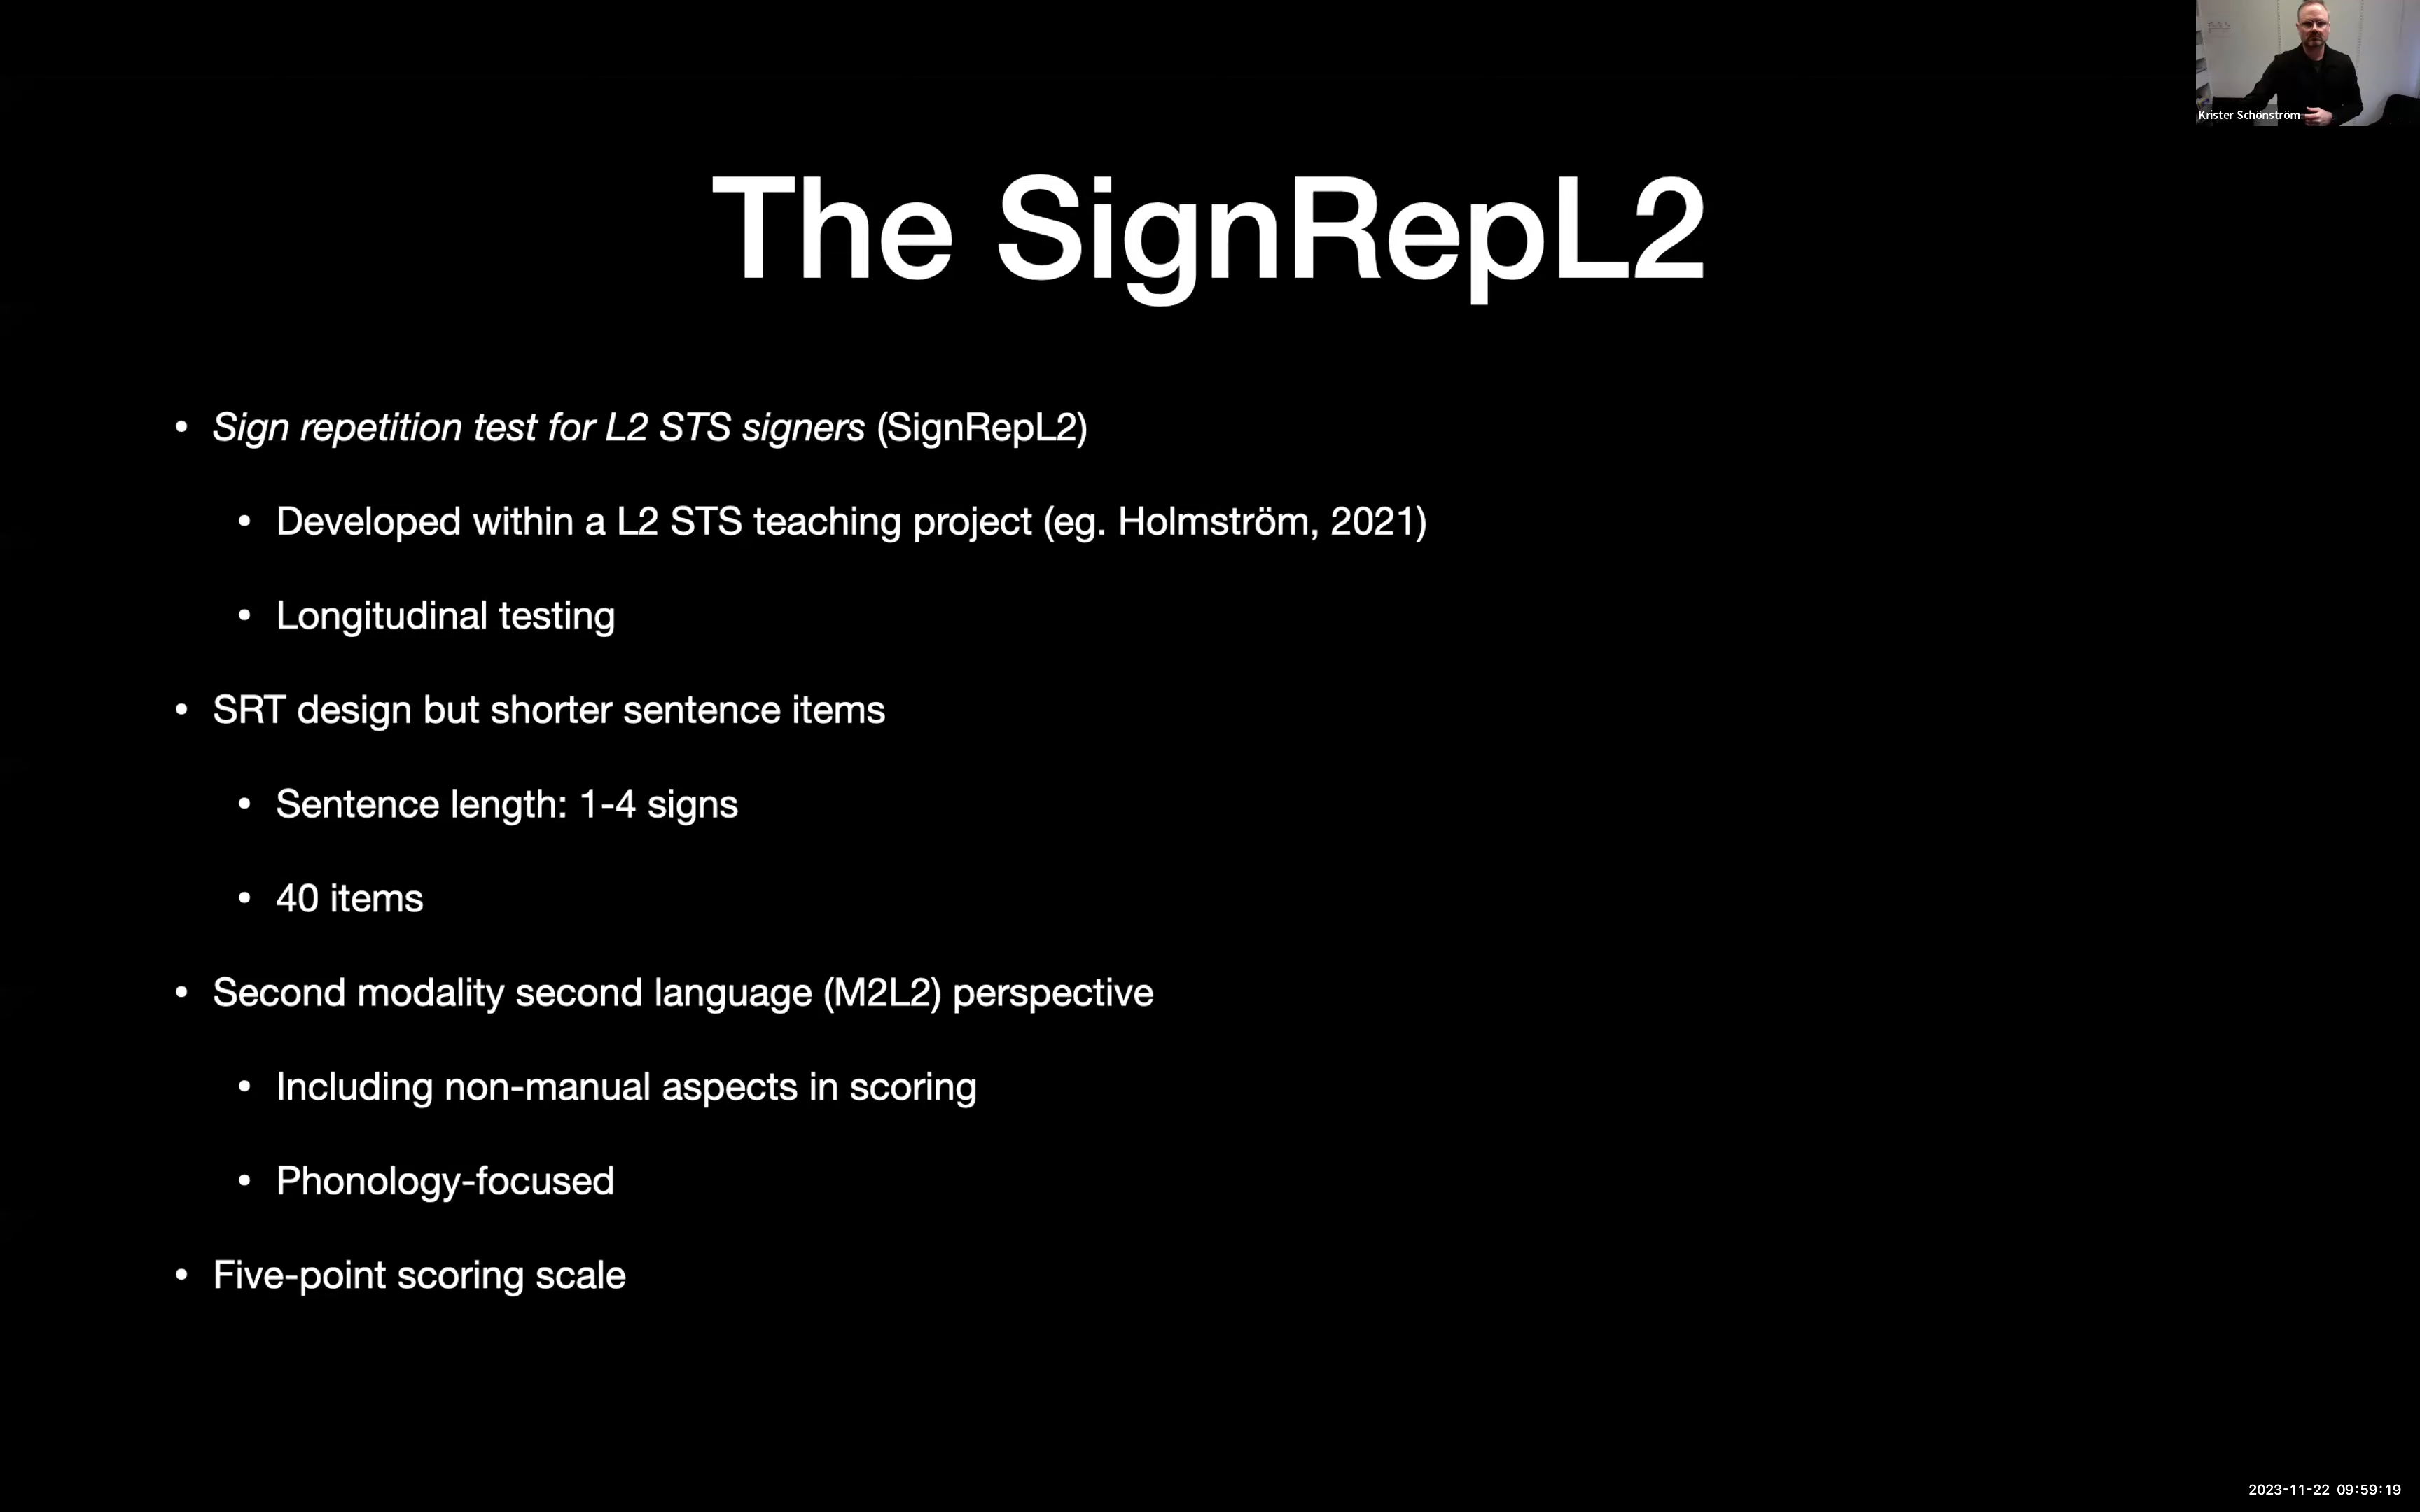 Krister Schönström
The SignRepL2
• Sign repetition test for L2 STS signers (SignRepL2)
• Developed within a L2 STS teaching project (eg. Holmström, 2021)
• Longitudinal testing
• SRT design but shorter sentence items
• Sentence length: 1-4 signs
• 40 items
• Second modality second language (M2L2) perspective
• Including non-manual aspects in scoring
• Phonology-focused
• Five-point scoring scale
2023-11-22 09:59:19